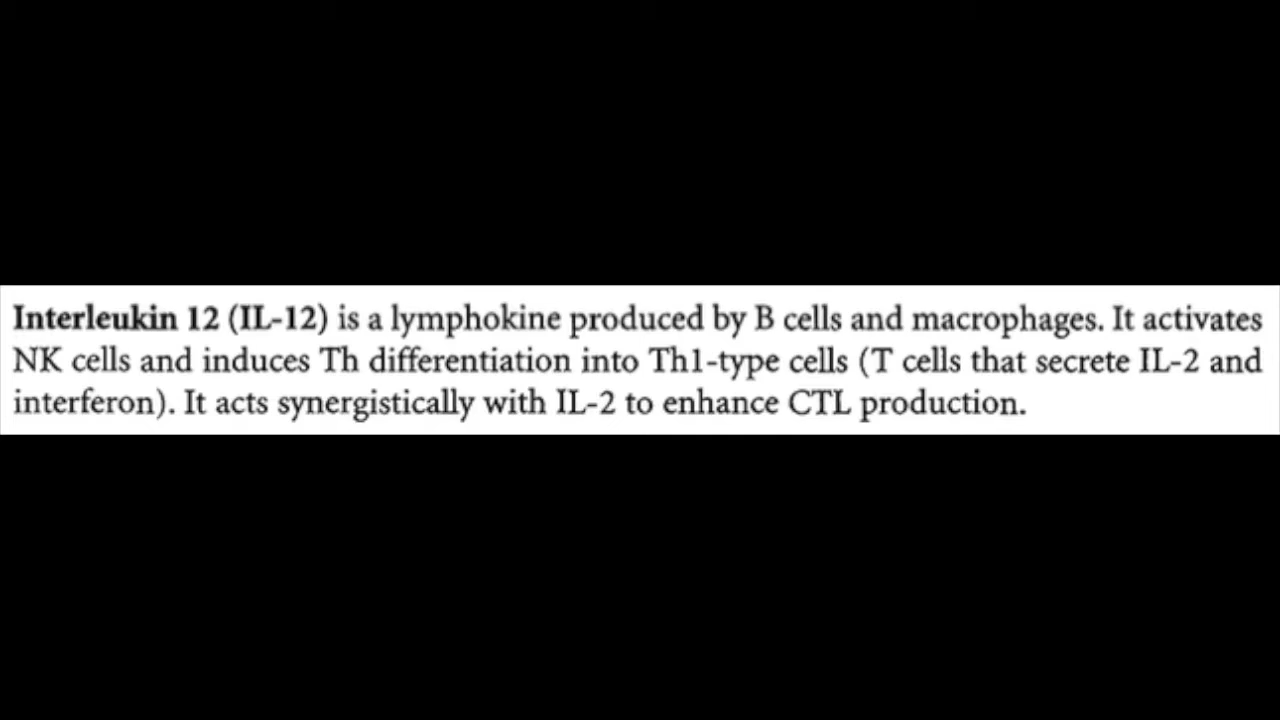 Interleukin 12 (IL-12) is a lymphokine produced by B cells and macrophages. It activates
NK cells and induces Th differentiation into Th1-type cells (T cells that secrete IL-2 and
interferon). It acts synergistically with IL-2 to enhance CTL production.